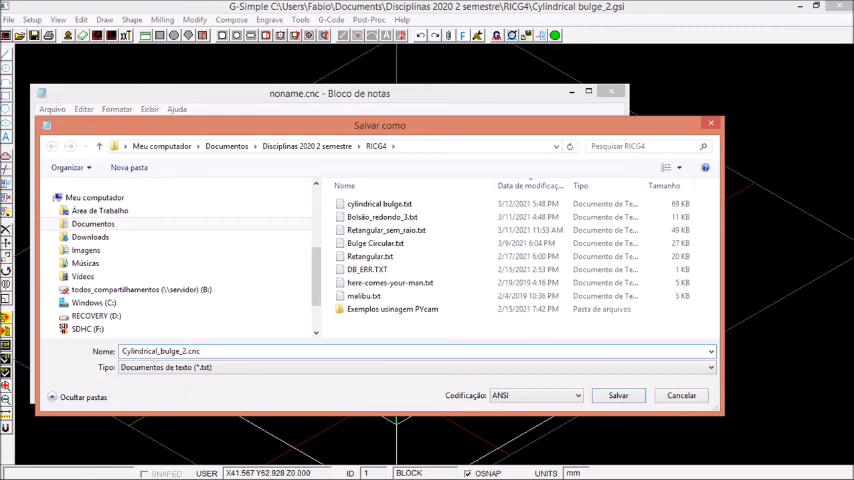 G-Simple C:\Users\Fabio\Documents\Disciplinas 2020 2 semestre\RICG4\Cylindrical bulge_2.gsi
File Setup View Edit Draw Shape Milling Modify Compose Engrave Tools G-Code Post-Proc Help
noname.cnc - Bloco de notas
Arquivo Editar Formatar Exibir Ajuda
Salvar como
Meu computador Documentos Disciplinas 2020 2 semestre RICG4
Pesquisar RICG4
Organizar Nova pasta
Nome Data de modificaç... Tipo Tamanho
Meu computador
Área de Trabalho
Documentos
Downloads
Imagens
Músicas
Vídeos
todos_compartilhamentos (\\servidor) (B:)
Windows (C:)
RECOVERY (D:)
SDHC (F:)
cylindrical bulge.txt 3/12/2021 5:48 PM Documento de Te... 69 KB
Bolsão_redondo_3.txt 3/11/2021 4:48 PM Documento de Te... 11 KB
Retangular_sem_raio.txt 3/11/2021 11:53 AM Documento de Te... 49 KB
Bulge Circular.txt 3/9/2021 6:04 PM Documento de Te... 27 KB
Retangular.txt 2/17/2021 6:00 PM Documento de Te... 20 KB
DB_ERR.TXT 2/15/2021 2:53 PM Documento de Te... 1 KB
here-comes-your-man.txt 2/19/2019 4:16 PM Documento de Te... 5 KB
malibu.txt 2/4/2019 10:36 PM Documento de Te... 5 KB
Exemplos usinagem PYcam 2/15/2021 7:42 PM Pasta de arquivos
Nome: Cylindrical_bulge_2.cnc
Tipo: Documentos de texto (*.txt)
Ocultar pastas Codificação: ANSI Salvar Cancelar
SNAPED USER X41.567 Y62.928 Z0.000 ID 1 BLOCK OSNAP UNITS mm